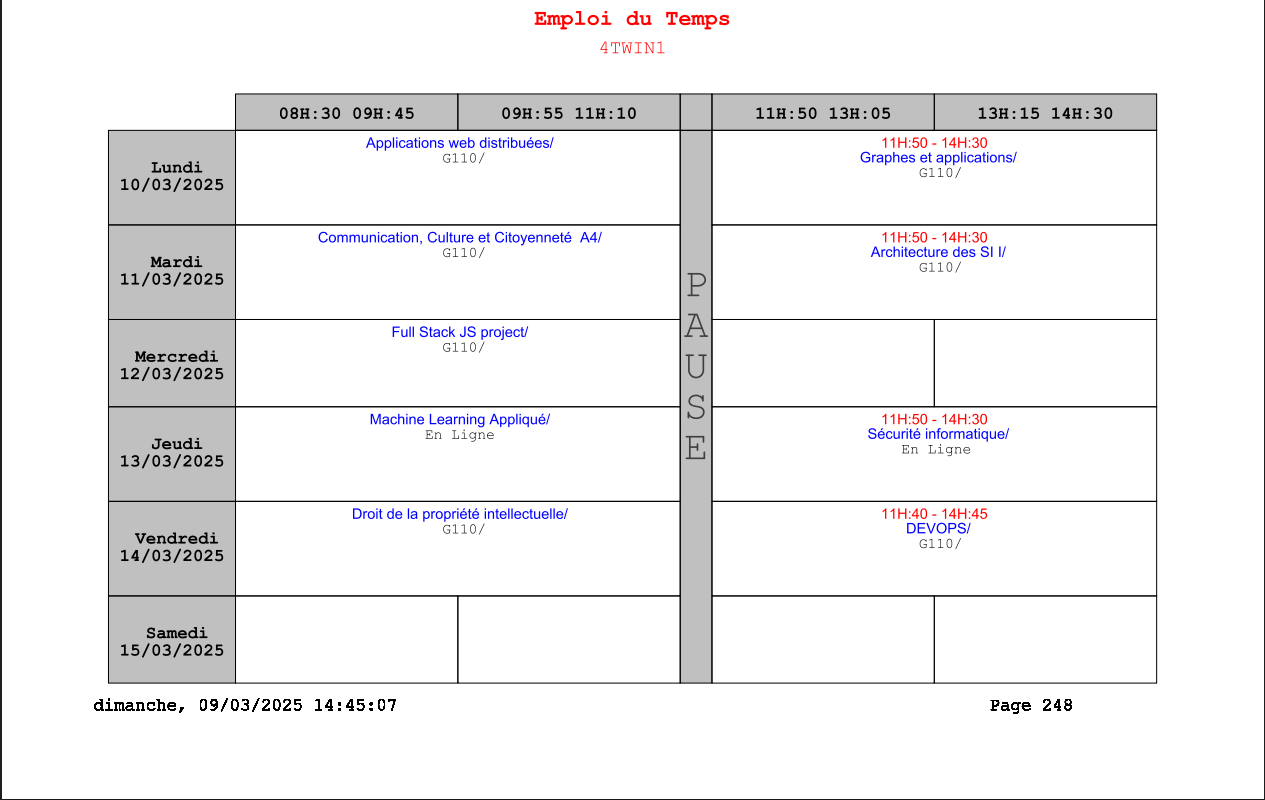 Emploi du Temps
4TWIN1
08H:30 09H:45 09H:55 11H:10 11H:50 13H:05 13H:15 14H:30
Lundi
10/03/2025
Applications web distribuées/
G110/
11H:50 - 14H:30
Graphes et applications/
G110/
Mardi
11/03/2025
Communication, Culture et Citoyenneté  A4/
G110/
11H:50 - 14H:30
Architecture des SI I/
G110/
Mercredi
12/03/2025
Full Stack JS project/
G110/
Jeudi
13/03/2025
Machine Learning Appliqué/
En Ligne
11H:50 - 14H:30
Sécurité informatique/
En Ligne
Vendredi
14/03/2025
Droit de la propriété intellectuelle/
G110/
11H:40 - 14H:45
DEVOPS/
G110/
Samedi
15/03/2025
P
A
U
S
E
dimanche, 09/03/2025 14:45:07 Page 248